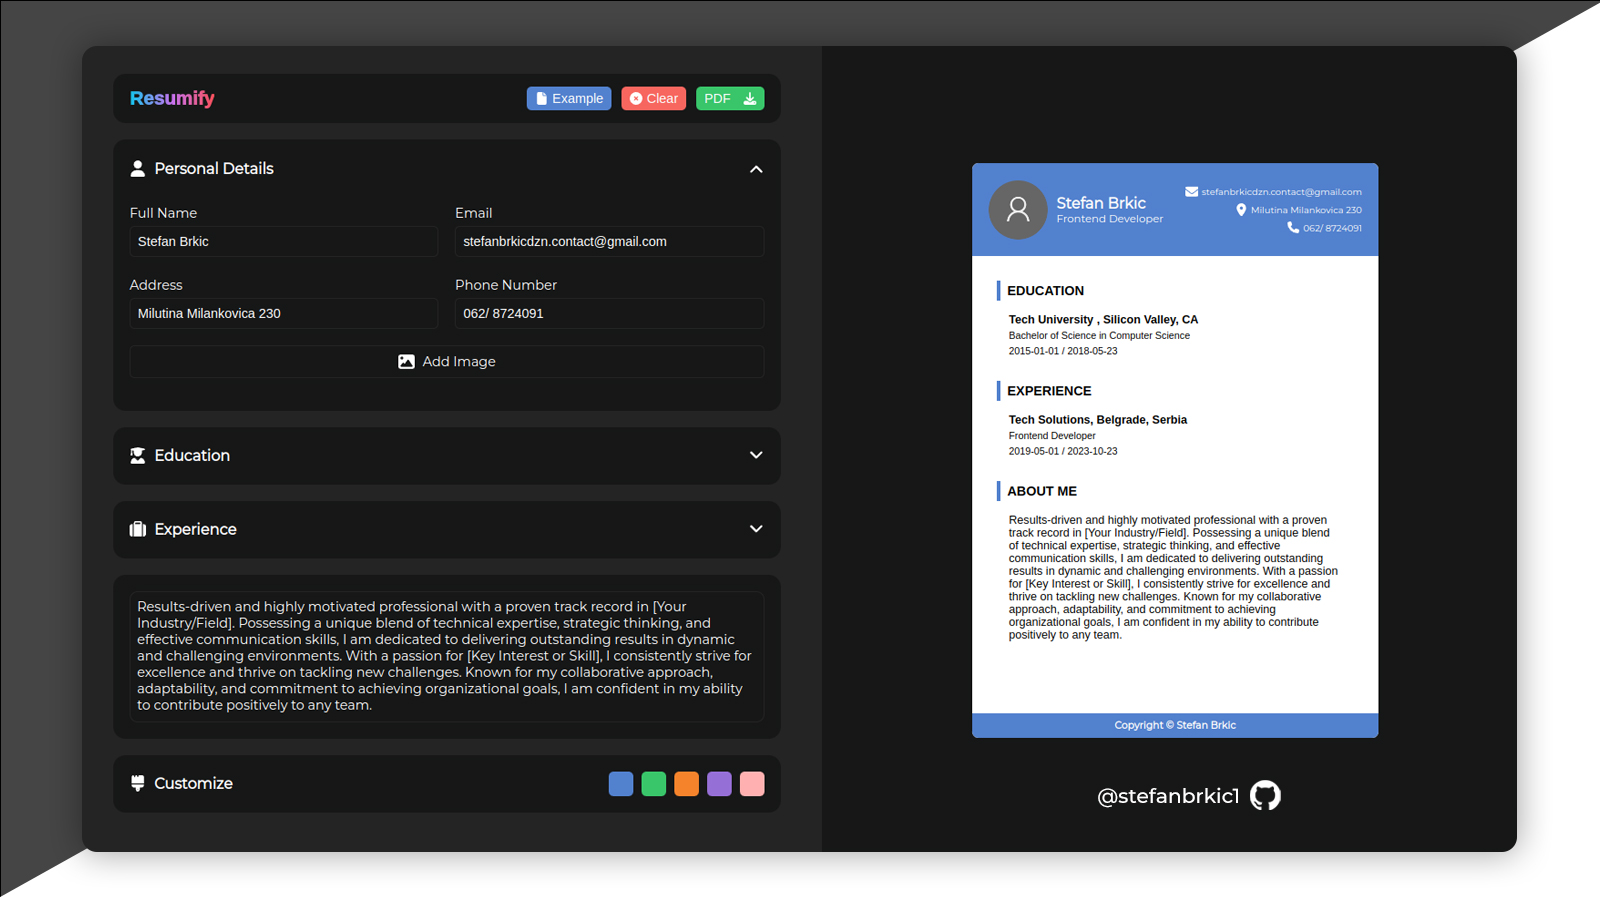 Resumify
Example
Clear
PDF
Personal Details
Full Name
Email
Stefan Brkic
stefanbrkicdzn.contact@gmail.com
Address
Phone Number
Milutina Milankovica 230
062/ 8724091
Add Image
Education
Experience
Results-driven and highly motivated professional with a proven track record in [Your
Industry/Field]. Possessing a unique blend of technical expertise, strategic thinking, and
effective communication skills, I am dedicated to delivering outstanding results in dynamic
and challenging environments. With a passion for [Key Interest or Skill], I consistently strive for
excellence and thrive on tackling new challenges. Known for my collaborative approach,
adaptability, and commitment to achieving organizational goals, I am confident in my ability
to contribute positively to any team.
Customize
Stefan Brkic
Frontend Developer
stefanbrkicdzn.contact@gmail.com
Milutina Milankovica 230
062/ 8724091
EDUCATION
Tech University , Silicon Valley, CA
Bachelor of Science in Computer Science
2015-01-01 / 2018-05-23
EXPERIENCE
Tech Solutions, Belgrade, Serbia
Frontend Developer
2019-05-01 / 2023-10-23
ABOUT ME
Results-driven and highly motivated professional with a proven
track record in [Your Industry/Field]. Possessing a unique blend
of technical expertise, strategic thinking, and effective
communication skills, I am dedicated to delivering outstanding
results in dynamic and challenging environments. With a passion
for [Key Interest or Skill], I consistently strive for excellence and
thrive on tackling new challenges. Known for my collaborative
approach, adaptability, and commitment to achieving
organizational goals, I am confident in my ability to contribute
positively to any team.
Copyright © Stefan Brkic
@stefanbrkic1